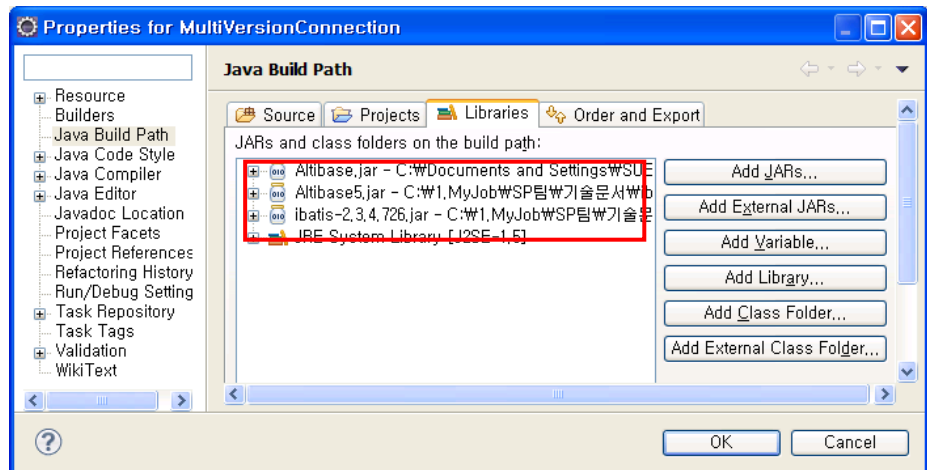 Properties for MultiVersionConnection
Java Build Path
Resource
Builders
Java Build Path
Java Code Style
Java Compiler
Java Editor
Javadoc Location
Project Facets
Project References
Refactoring History
Run/Debug Setting
Task Repository
Task Tags
Validation
WikiText
Source
Projects
Libraries
Order and Export
JARs and class folders on the build path:
Altibase.jar - C:₩Documents and Settings₩SUE
Altibase5.jar - C:₩1.MyJob₩SP팀₩기술문서₩ib
ibatis-2.3.4.726.jar - C:₩1.MyJob₩SP팀₩기술문
JRE System Library [J2SE-1.5]
Add JARs...
Add External JARs...
Add Variable...
Add Library...
Add Class Folder...
Add External Class Folder...
OK
Cancel